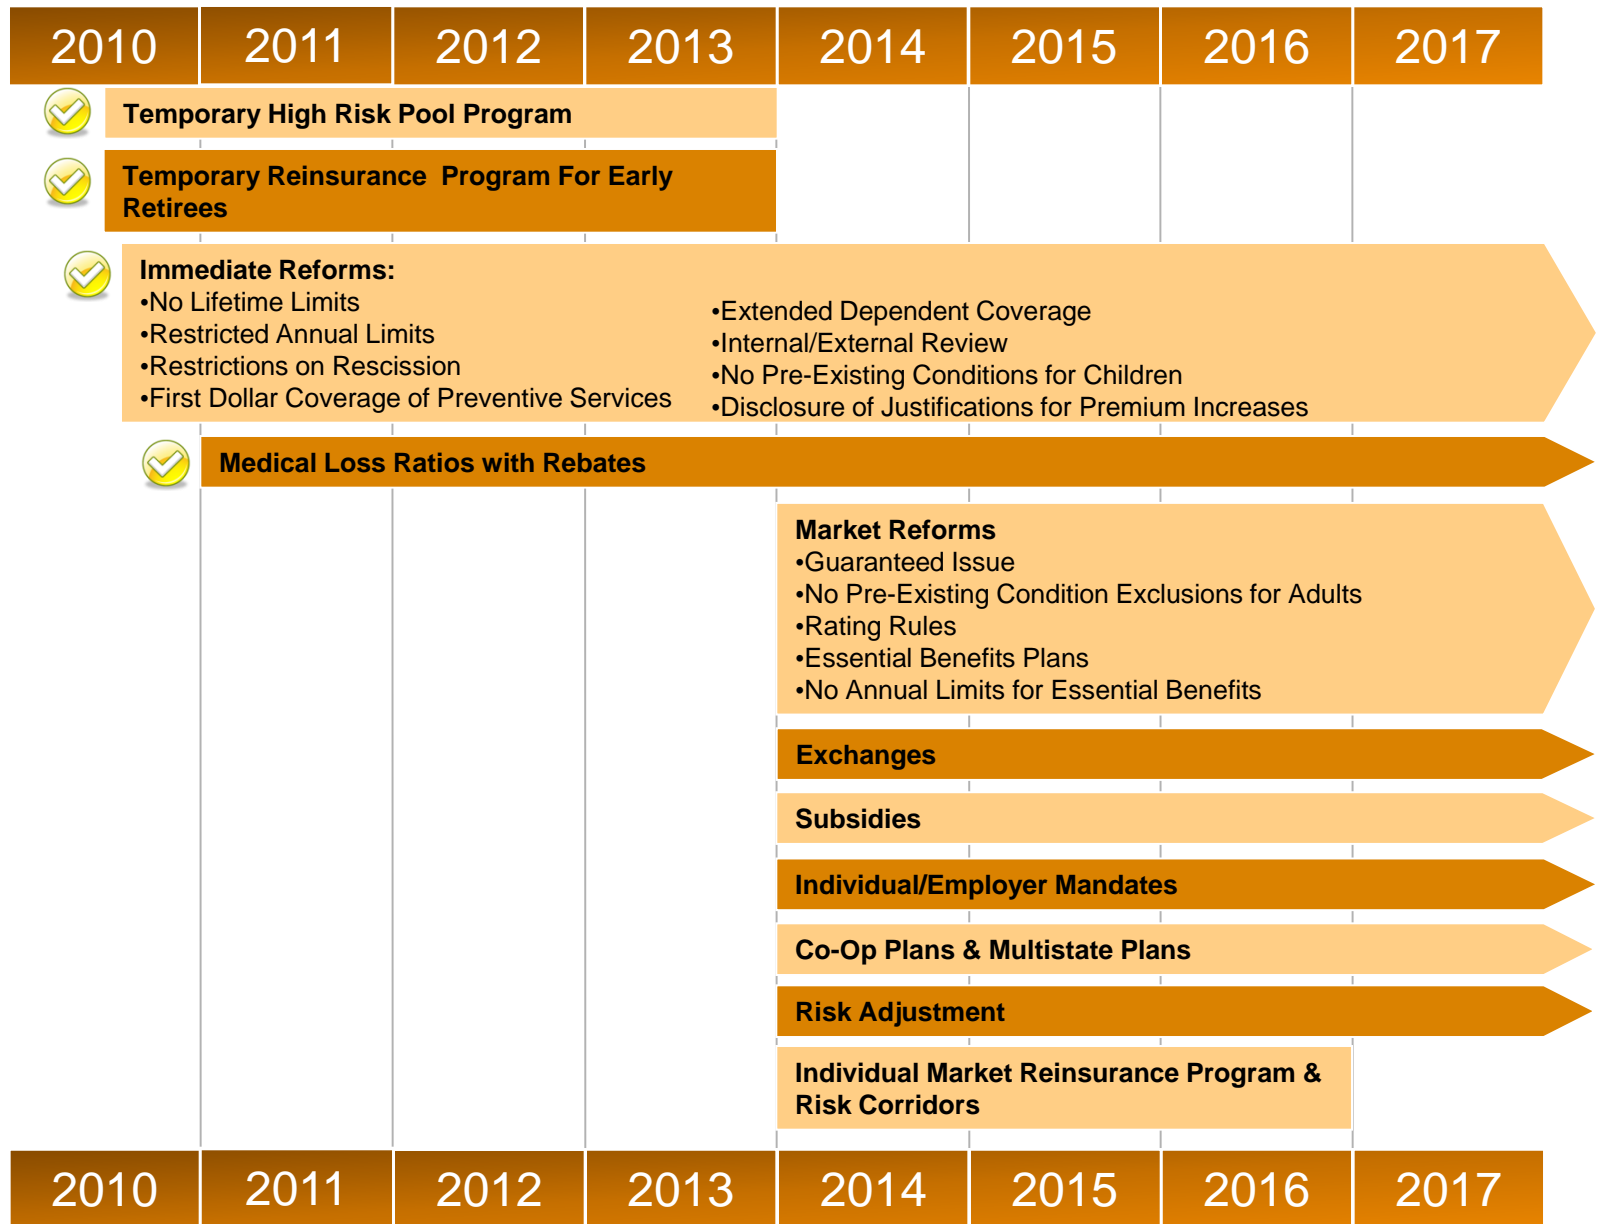 2010 2011 2012 2013 2014 2015 2016 2017
Temporary High Risk Pool Program
Temporary Reinsurance Program For Early
Retirees
Immediate Reforms:
•No Lifetime Limits
•Restricted Annual Limits
•Restrictions on Rescission
•First Dollar Coverage of Preventive Services
•Extended Dependent Coverage
•Internal/External Review
•No Pre-Existing Conditions for Children
•Disclosure of Justifications for Premium Increases
Medical Loss Ratios with Rebates
Market Reforms
•Guaranteed Issue
•No Pre-Existing Condition Exclusions for Adults
•Rating Rules
•Essential Benefits Plans
•No Annual Limits for Essential Benefits
Exchanges
Subsidies
Individual/Employer Mandates
Co-Op Plans & Multistate Plans
Risk Adjustment
Individual Market Reinsurance Program &
Risk Corridors
2010 2011 2012 2013 2014 2015 2016 2017